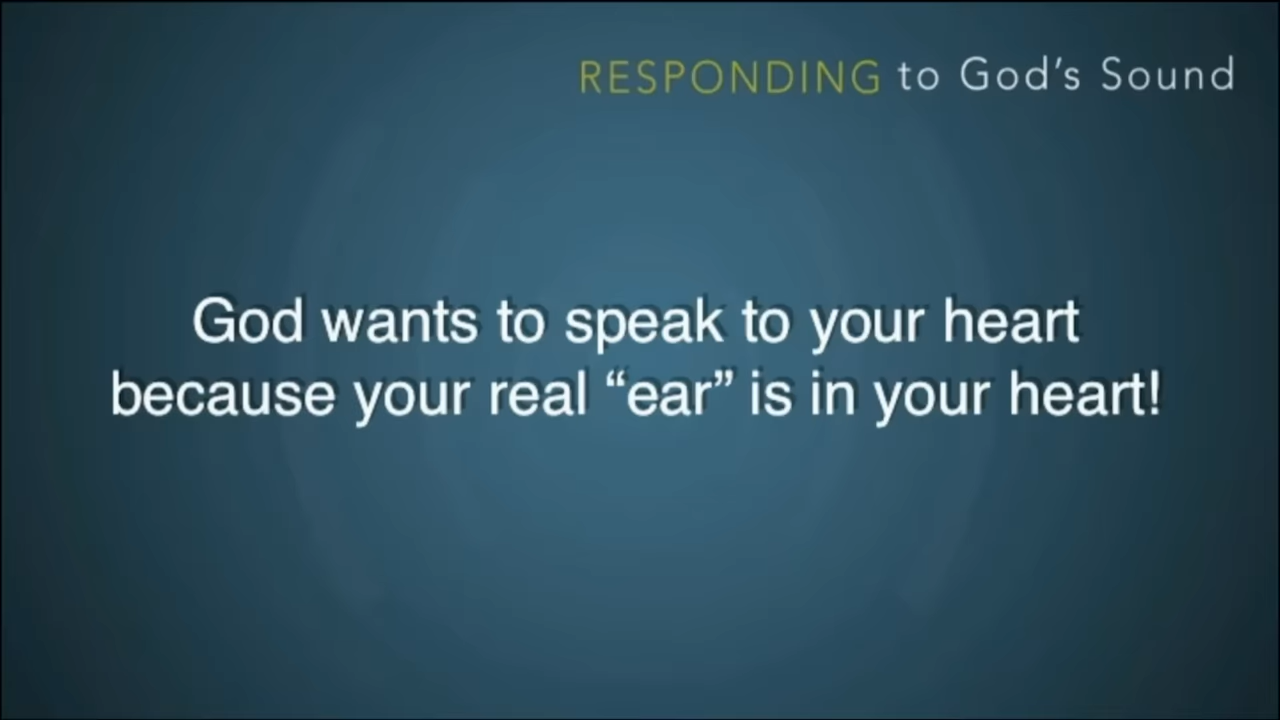 RESPONDING to God's Sound
God wants to speak to your heart
because your real “ear” is in your heart!